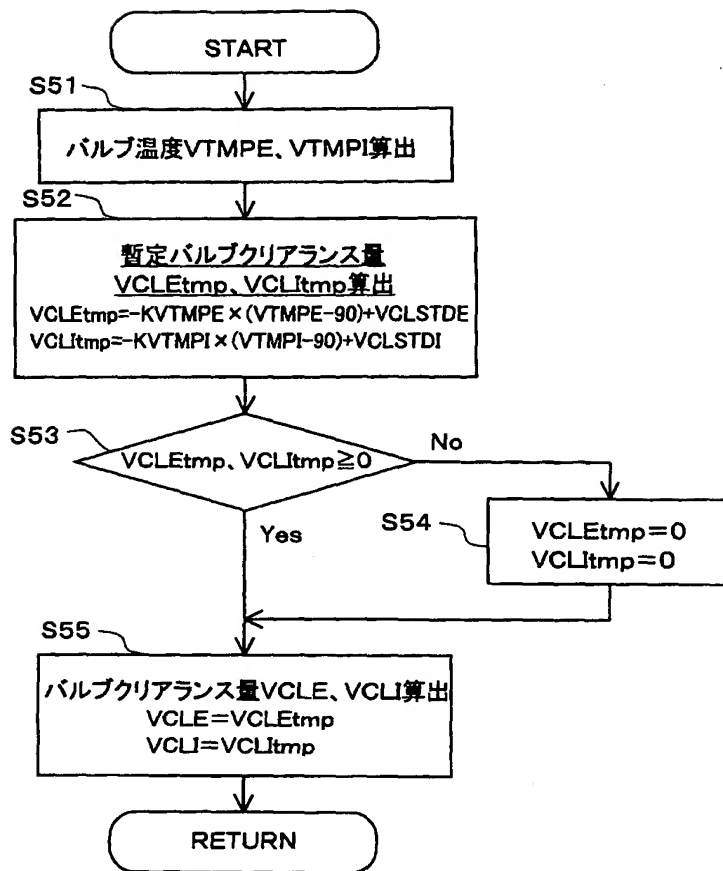 START
S51
バルブ温度VTMPE、VTMPI算出
S52
暫定バルブクリアランス量
VCLEtmp、VCLItmp算出
VCLEtmp=-KVTMPE×(VTMPE-90)+VCLSTDE
VCLItmp=-KVTMPI×(VTMPI-90)+VCLSTDI
S53
VCLEtmp、VCLItmp≧0
No
Yes
S54
VCLEtmp=0
VCLItmp=0
S55
バルブクリアランス量VCLE、VCLI算出
VCLE=VCLEtmp
VCLI=VCLItmp
RETURN